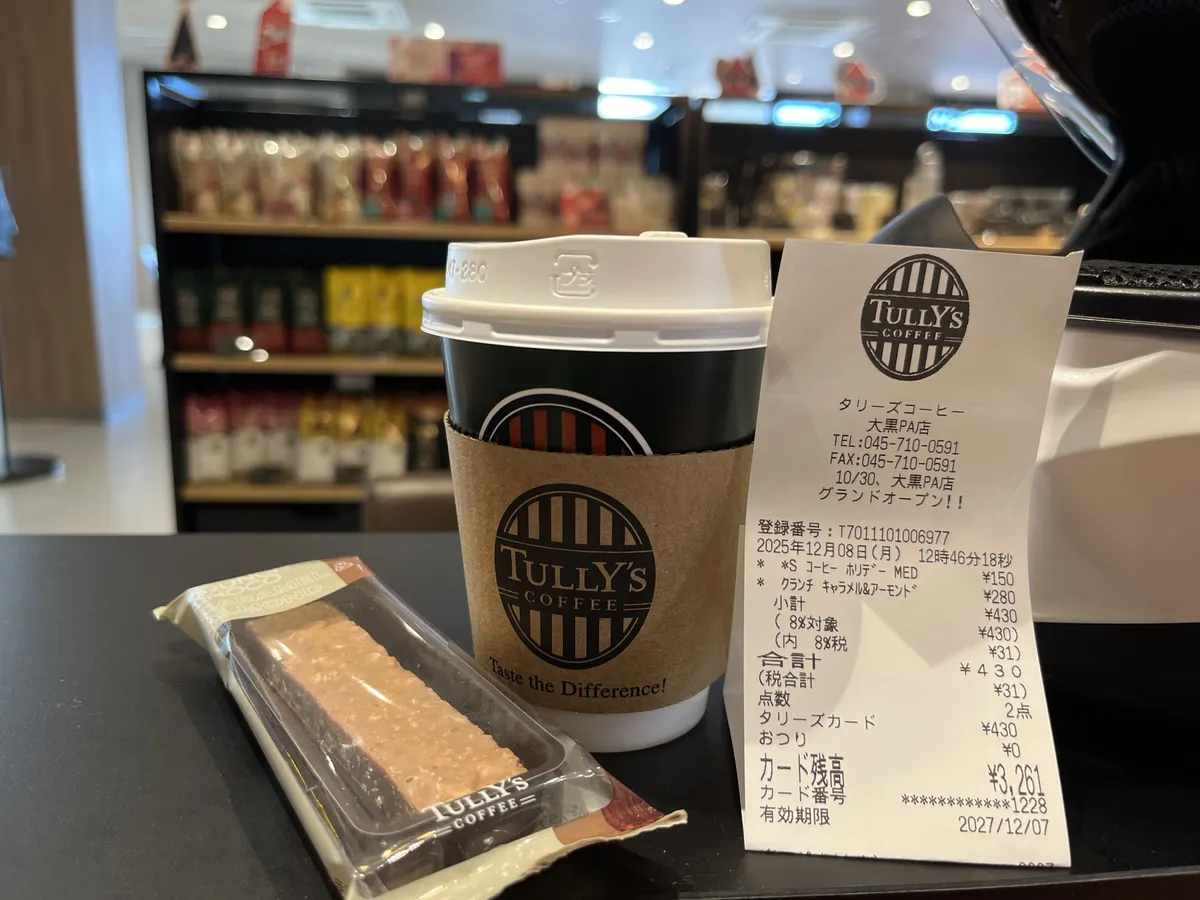 KT-280
プラ
TULLY'S
COFFEE
Taste the Difference!
TULLY'S
COFFEE
TULLY'S
COFFEE
タリーズコーヒー
大黒PA店
TEL:045-710-0591
FAX:045-710-0591
10/30、大黒PA店
グランドオープン!!
登録番号:T7011101006977
2025年12月08日(月) 12時46分18秒
* *S コーヒー ホリデー MED ¥150
* クランチ キャラメル&アーモンド ¥280
小計 ¥430
( 8%対象 ¥430)
(内 8%税 ¥31)
合計 ¥430
(税合計 ¥31)
点数 2点
タリーズカード ¥430
おつり ¥0
カード残高 ¥3,261
カード番号 ************1228
有効期限 2027/12/07